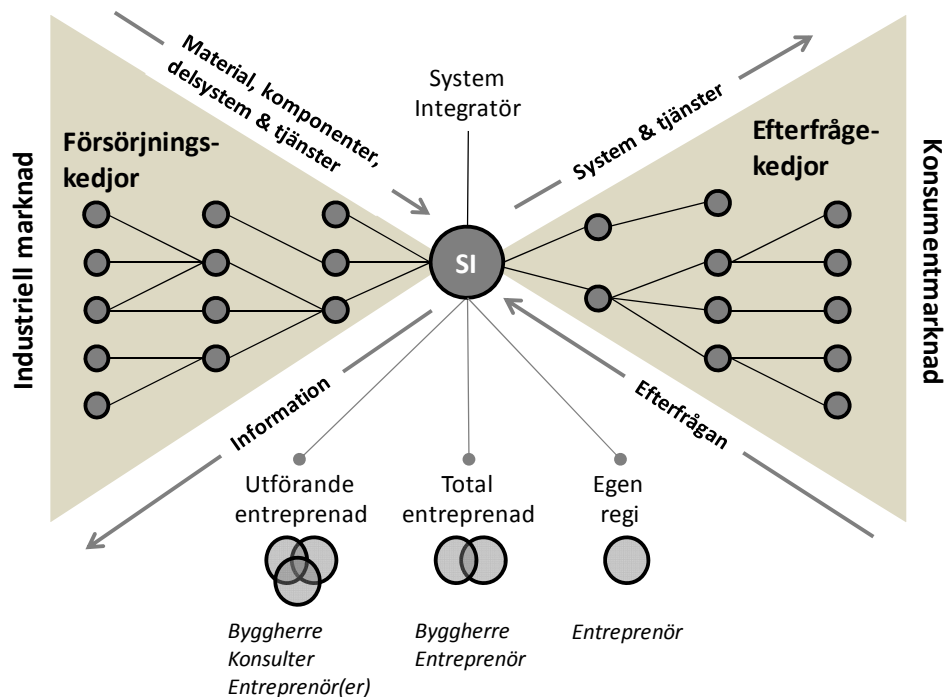 Material, komponenter,
delsystem & tjänster
System
Integratör
System & tjänster
Försörjnings-
kedjor
Efterfråge-
kedjor
Industriell marknad
Konsumentmarknad
SI
Information
Efterfrågan
Utförande
entreprenad
Total
entreprenad
Egen
regi
Byggherre
Konsulter
Entreprenör(er)
Byggherre
Entreprenör
Entreprenör